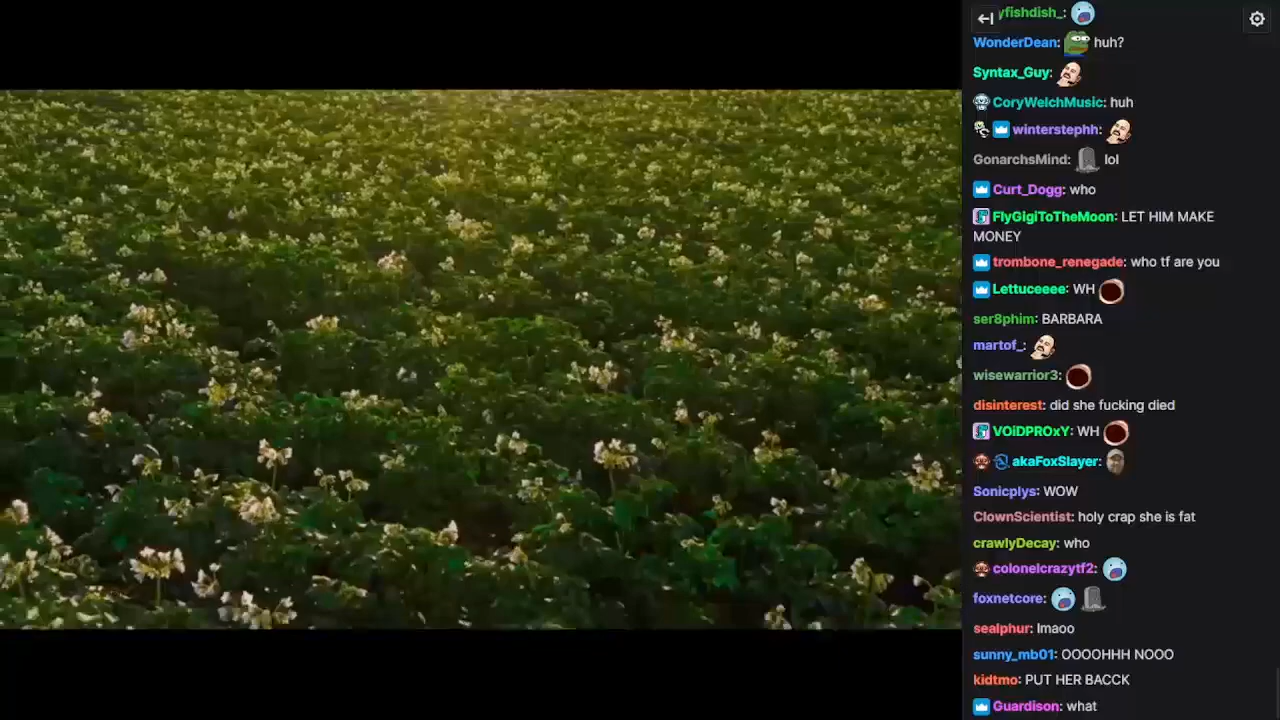 yfishdish_:
WonderDean: huh?
Syntax_Guy:
CoryWelchMusic: huh
winterstephh:
GonarchsMind: lol
Curt_Dogg: who
FlyGigiToTheMoon: LET HIM MAKE
MONEY
trombone_renegade: who tf are you
Lettuceeee: WH
ser8phim: BARBARA
martof_:
wisewarrior3:
disinterest: did she fucking died
VOiDPROxY: WH
akaFoxSlayer:
Sonicplys: WOW
ClownScientist: holy crap she is fat
crawlyDecay: who
colonelcrazytf2:
foxnetcore:
sealphur: lmaoo
sunny_mb01: OOOOHHH NOOO
kidtmo: PUT HER BACCK
Guardison: what